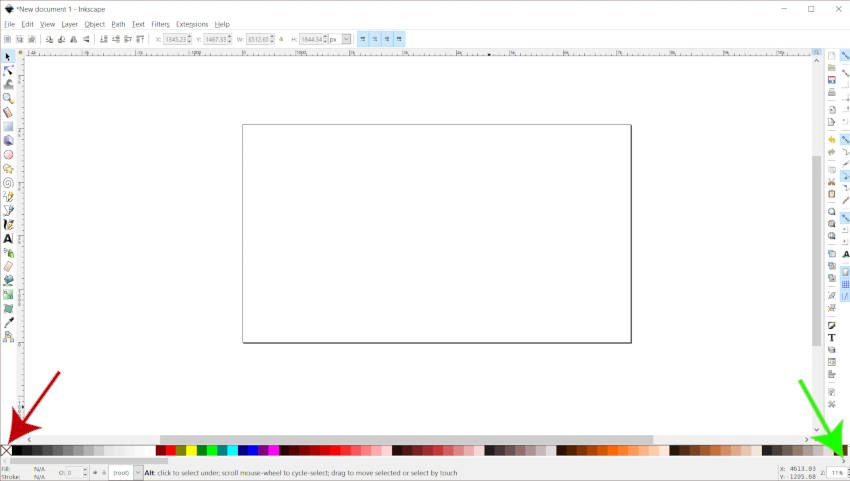 *New document 1 - Inkscape
File Edit View Layer Object Path Text Filters Extensions Help
X: 1345.23 Y: 1467.33 W: 6512.65 H: 1844.34 px
A
A
T
Fill: N/A
Stroke: N/A
O: 0
(root)
Alt: click to select under; scroll mouse-wheel to cycle-select; drag to move selected or select by touch
X: 4613.03
Y: -1205.68
Z: 11%